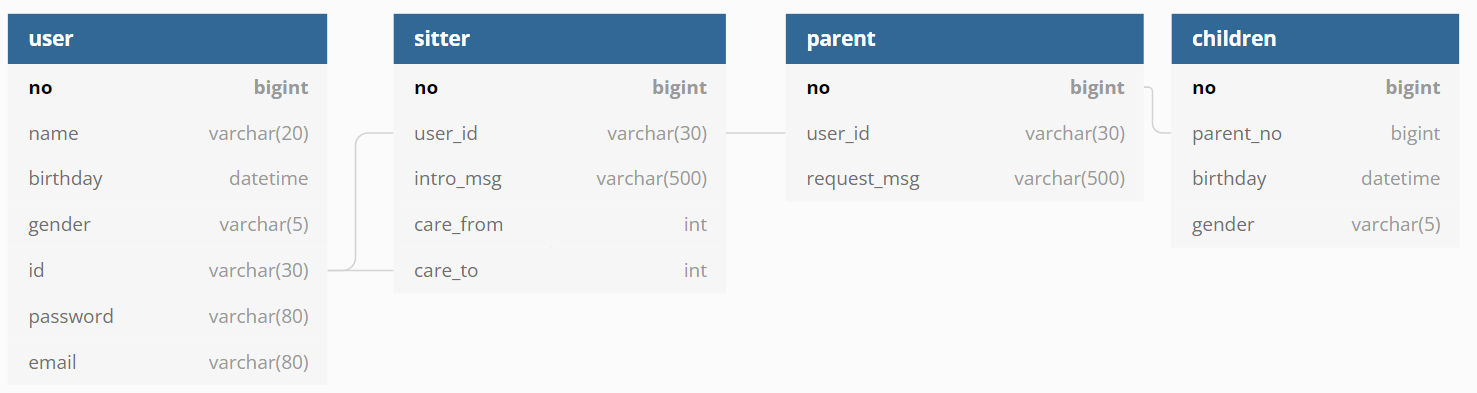 user
no bigint
name varchar(20)
birthday datetime
gender varchar(5)
id varchar(30)
password varchar(80)
email varchar(80)
sitter
no bigint
user_id varchar(30)
intro_msg varchar(500)
care_from int
care_to int
parent
no bigint
user_id varchar(30)
request_msg varchar(500)
children
no bigint
parent_no bigint
birthday datetime
gender varchar(5)